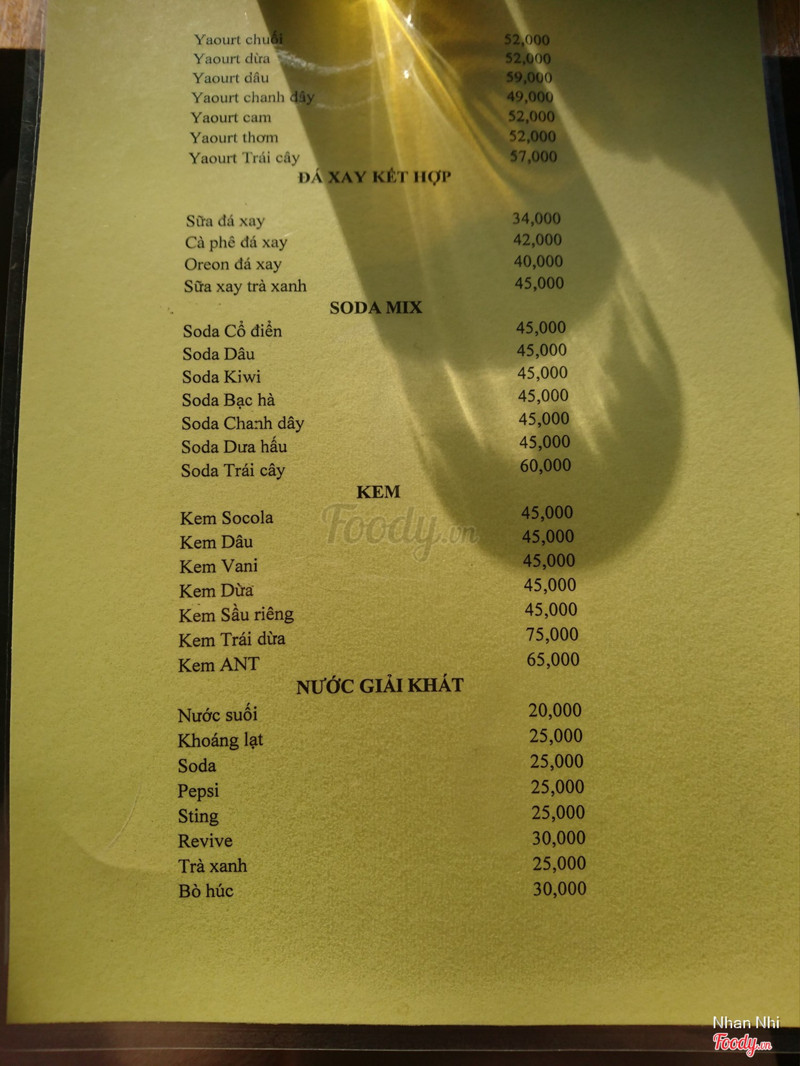 Yaourt chuối 52,000
Yaourt dừa 52,000
Yaourt dâu 59,000
Yaourt chanh dây 49,000
Yaourt cam 52,000
Yaourt thơm 52,000
Yaourt Trái cây 57,000
ĐÁ XAY KẾT HỢP
Sữa đá xay 34,000
Cà phê đá xay 42,000
Oreon đá xay 40,000
Sữa xay trà xanh 45,000
SODA MIX
Soda Cổ điển 45,000
Soda Dâu 45,000
Soda Kiwi 45,000
Soda Bạc hà 45,000
Soda Chanh dây 45,000
Soda Dưa hấu 45,000
Soda Trái cây 60,000
KEM
Kem Socola 45,000
Kem Dâu 45,000
Kem Vani 45,000
Kem Dừa 45,000
Kem Sầu riêng 45,000
Kem Trái dừa 75,000
Kem ANT 65,000
NƯỚC GIẢI KHÁT
Nước suối 20,000
Khoáng lạt 25,000
Soda 25,000
Pepsi 25,000
Sting 25,000
Revive 30,000
Trà xanh 25,000
Bò húc 30,000
Foody.vn
Nhan Nhi
Foody.vn